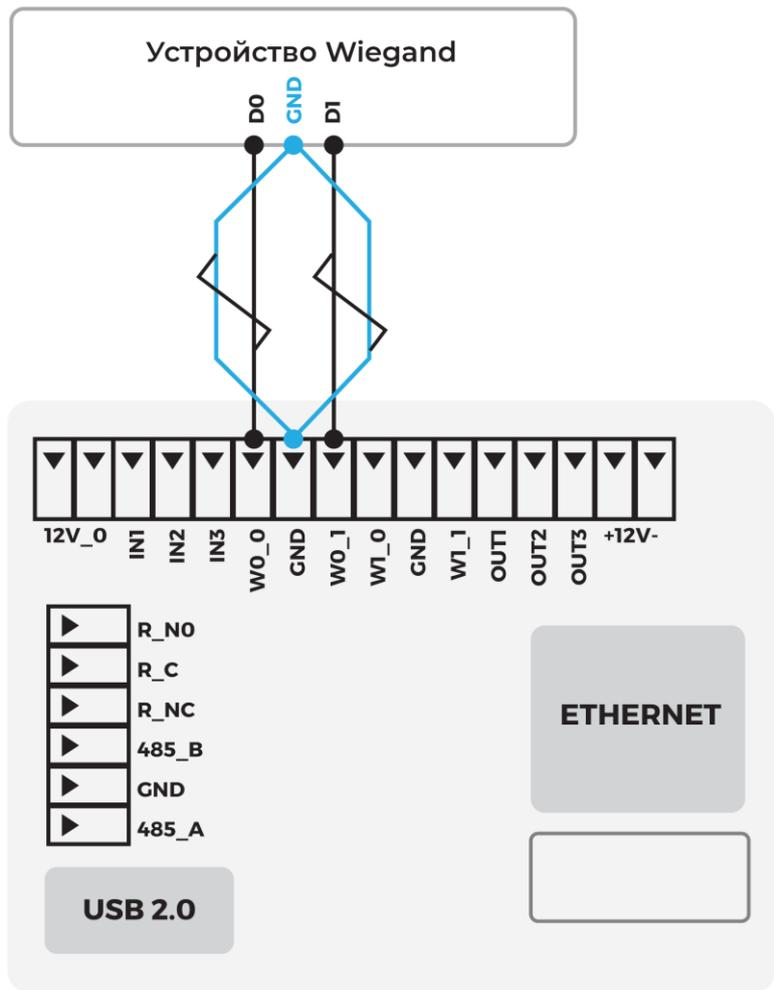 Устройство Wiegand
D0
GND
D1
12V_0
IN1
IN2
IN3
W0_0
GND
W0_1
W1_0
GND
W1_1
OUT1
OUT2
OUT3
+12V-
R_N0
R_C
R_NC
485_B
GND
485_A
ETHERNET
USB 2.0